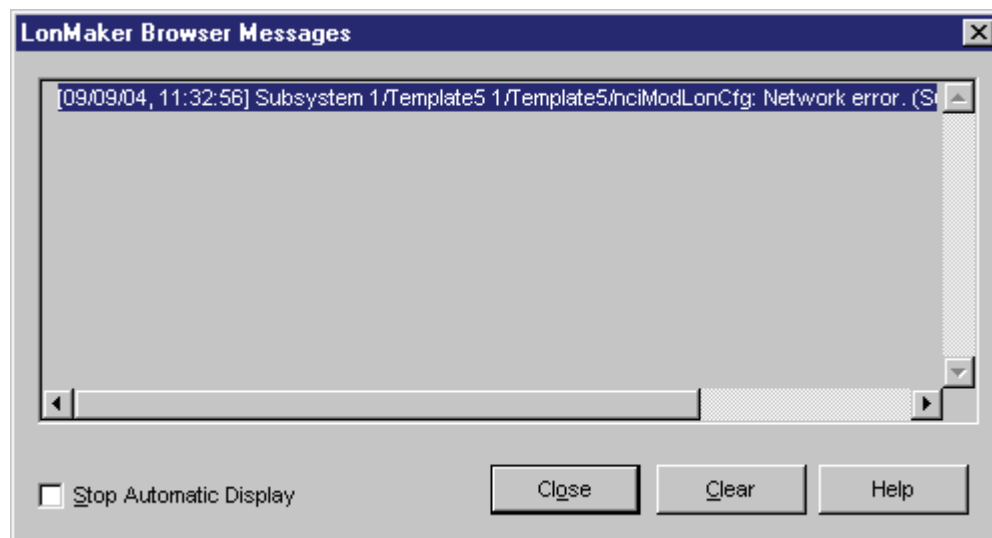 LonMaker Browser Messages
[09/09/04, 11:32:56] Subsystem 1/Template5 1/Template5/nciModLonCfg: Network error.
Stop Automatic Display
Close
Clear
Help